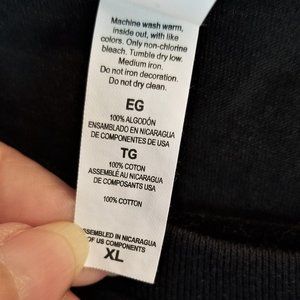 Machine wash warm,
inside out, with like
colors. Only non-chlorine
bleach. Tumble dry low.
Medium iron.
Do not iron decoration.
Do not dry clean.
EG
100% ALGODÓN
ENSAMBLADO EN NICARAGUA
DE COMPONENTES DE USA
TG
100% COTON
ASSEMBLÉ AU NICARAGUA
DE COMPOSANTS USA
100% COTTON
SSEMBLED IN NICARAGUA
OF US COMPONENTS
XL